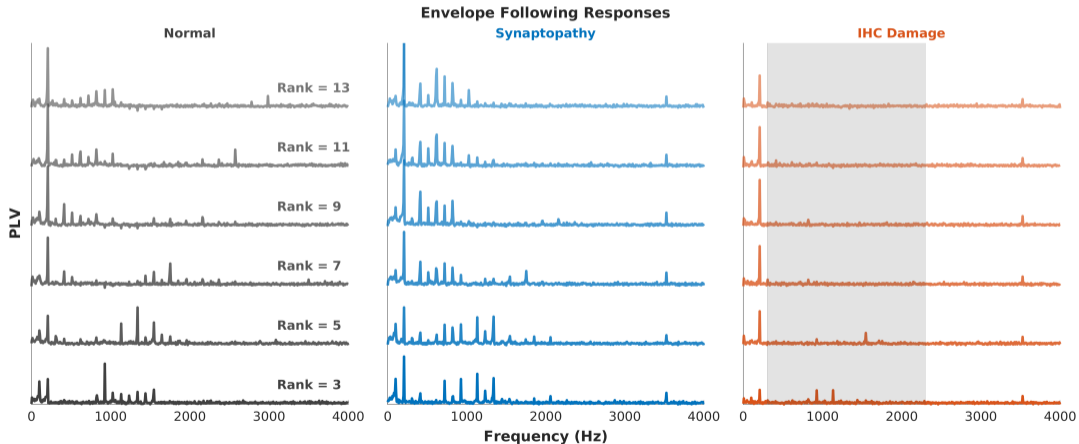 Envelope Following Responses
Normal Synaptopathy IHC Damage
Rank = 13
Rank = 11
Rank = 9
Rank = 7
Rank = 5
Rank = 3
PLV
0 1000 2000 3000 4000 0 1000 2000 3000 4000 0 1000 2000 3000 4000
Frequency (Hz)